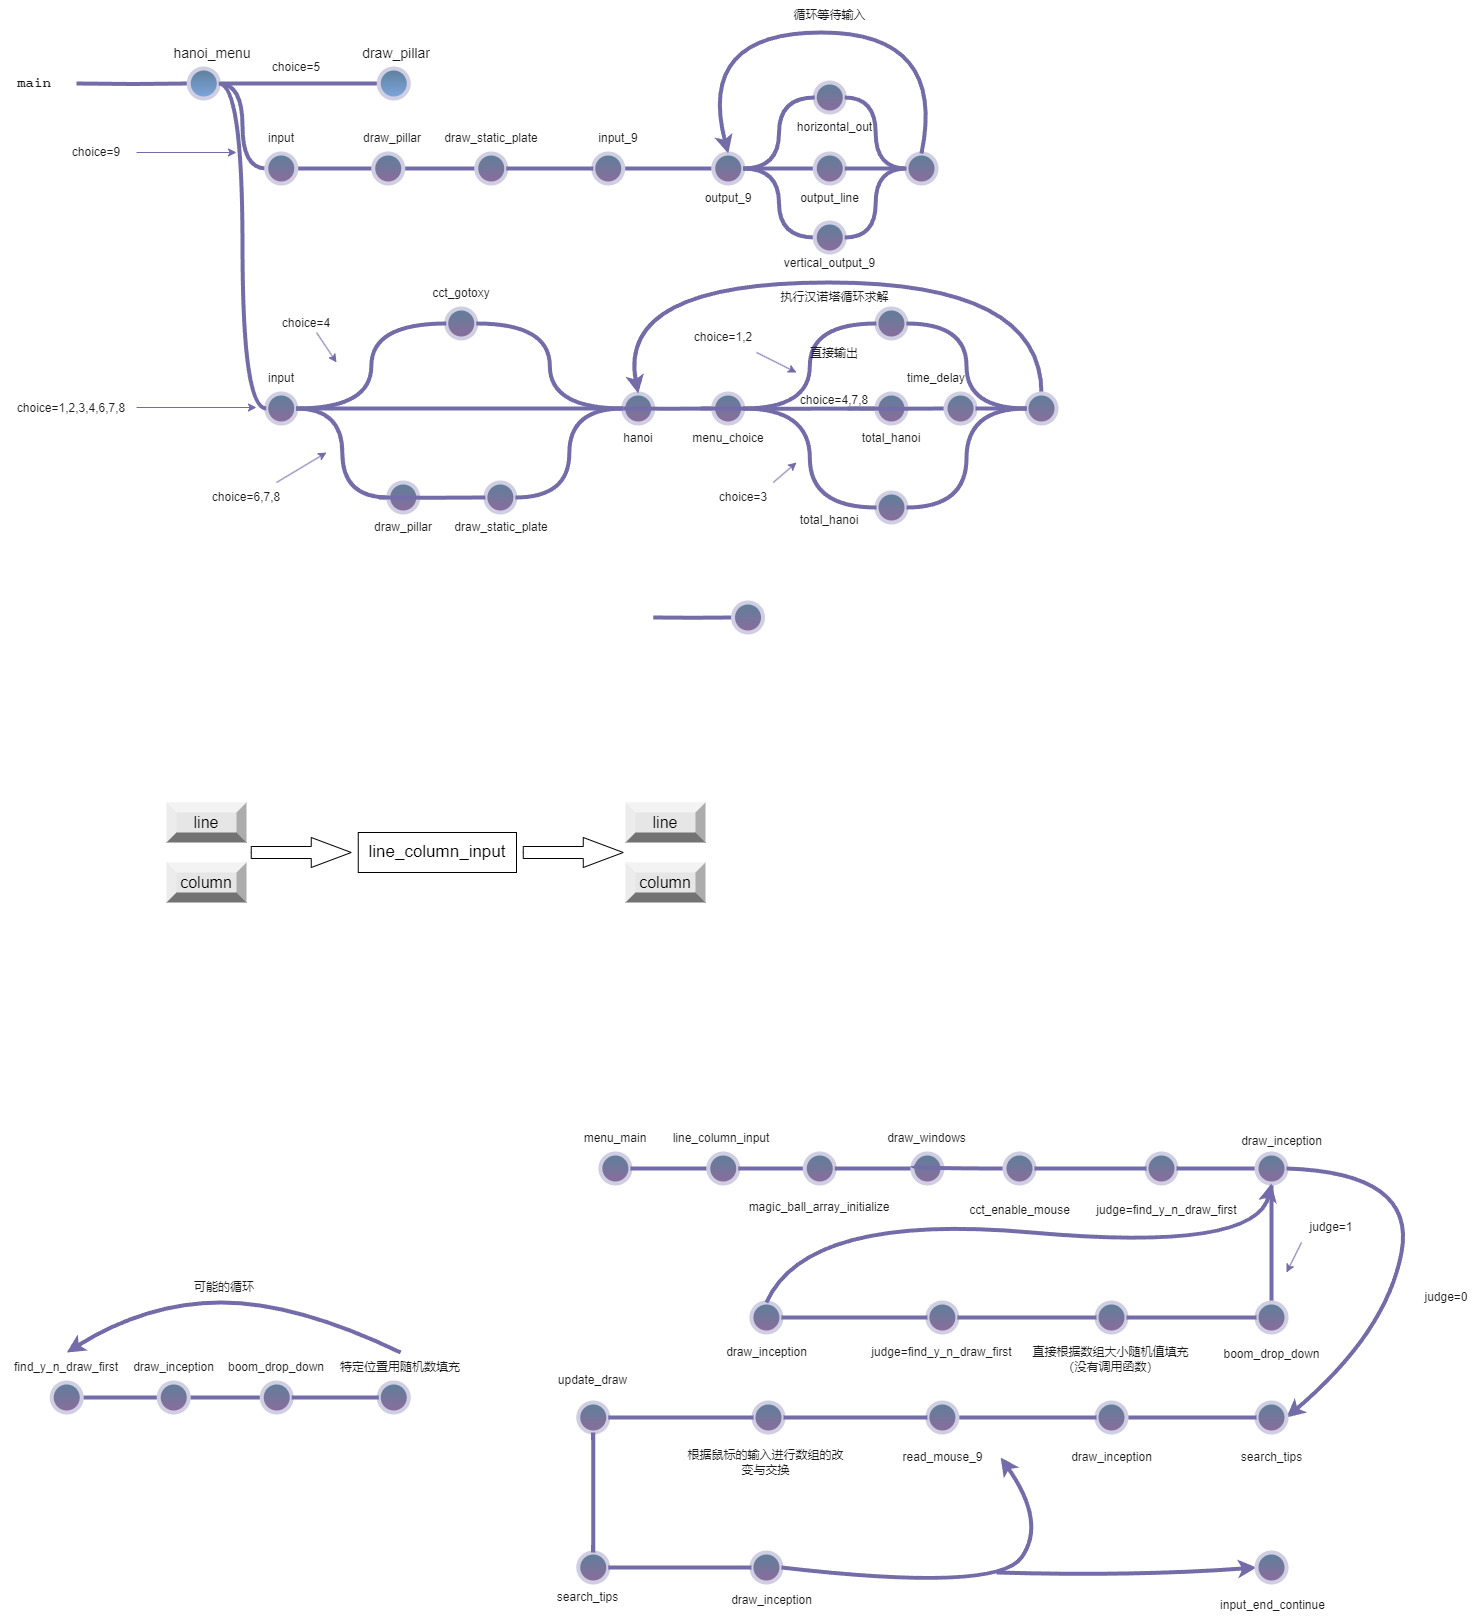 循环等待输入
hanoi_menu
draw_pillar
choice=5
main
horizontal_out
choice=9
input
draw_pillar
draw_static_plate
input_9
output_9
output_line
vertical_output_9
cct_gotoxy
执行汉诺塔循环求解
choice=4
choice=1,2
直接输出
input
time_delay
choice=1,2,3,4,6,7,8
choice=4,7,8
hanoi
menu_choice
total_hanoi
choice=6,7,8
choice=3
draw_pillar
draw_static_plate
total_hanoi
line
line
line_column_input
column
column
menu_main
line_column_input
draw_windows
draw_inception
magic_ball_array_initialize
cct_enable_mouse
judge=find_y_n_draw_first
judge=1
可能的循环
judge=0
find_y_n_draw_first
draw_inception
boom_drop_down
特定位置用随机数填充
draw_inception
judge=find_y_n_draw_first
直接根据数组大小随机值填充
（没有调用函数）
boom_drop_down
update_draw
根据鼠标的输入进行数组的改
变与交换
read_mouse_9
draw_inception
search_tips
search_tips
draw_inception
input_end_continue